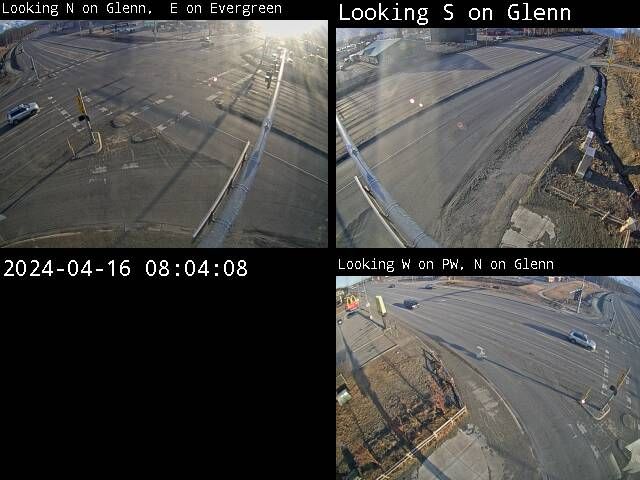 Looking N on Glenn,  E on Evergreen
Looking S on Glenn
2024-04-16 08:04:08
Looking W on PW, N on Glenn